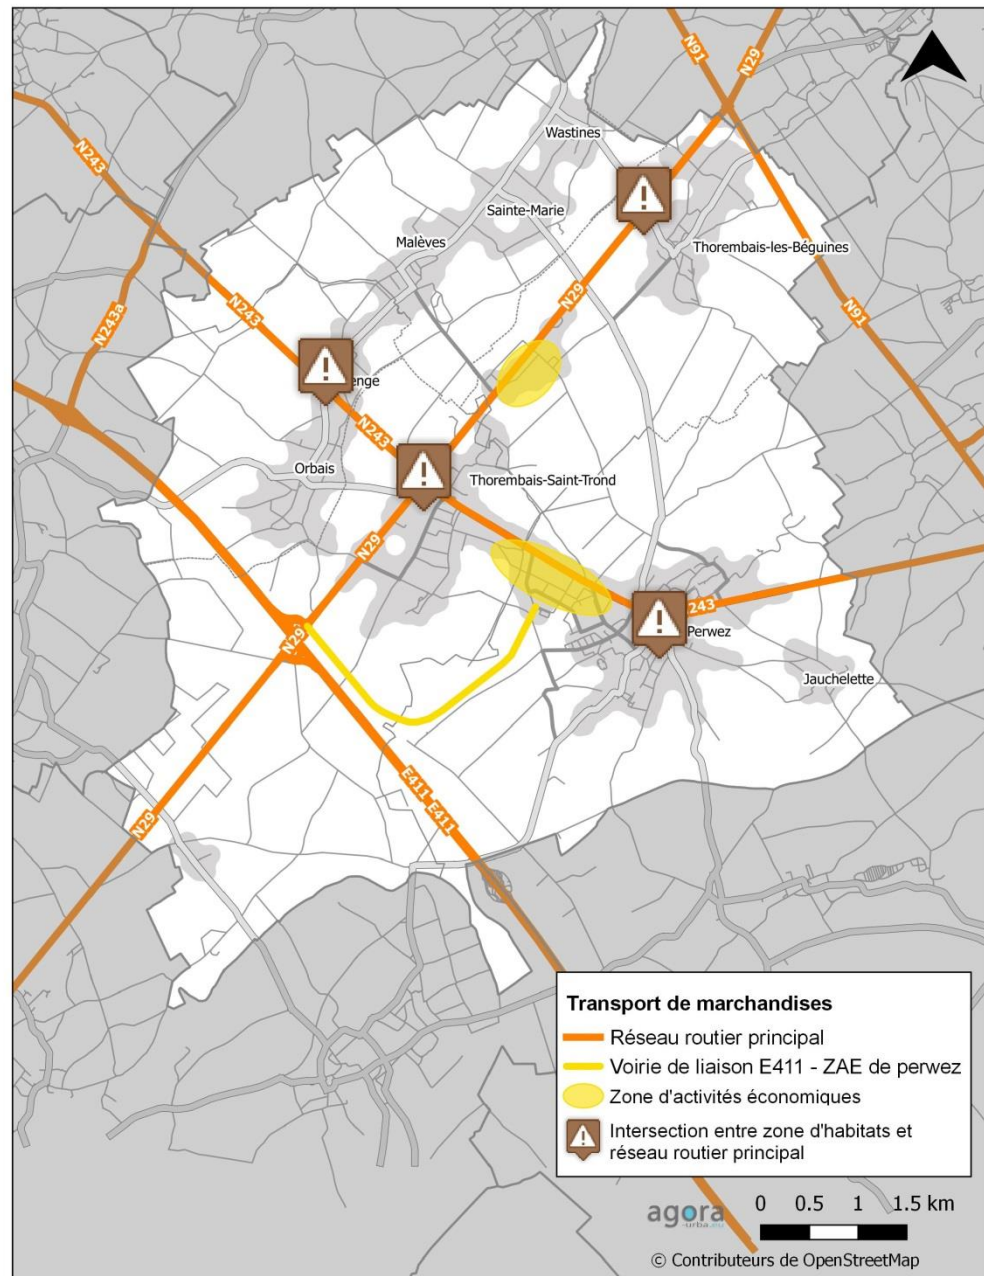 N91
N29
N243
Wastines
Sainte-Marie
Malèves
Thorembais-les-Béguines
N243a
N243
N29
N91
enge
N243
Orbais
Thorembais-Saint-Trond
N29
243
N29
Perwez
Jauchelette
E411 E411
N29
Transport de marchandises
Réseau routier principal
Voirie de liaison E411 - ZAE de perwez
Zone d'activités économiques
Intersection entre zone d'habitats et
réseau routier principal
agora
-urba.eu
0 0.5 1 1.5 km
© Contributeurs de OpenStreetMap